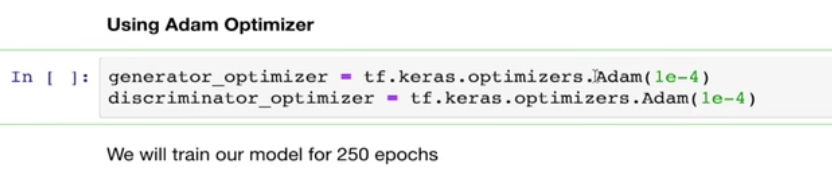 Using Adam Optimizer
In [ ]: generator_optimizer = tf.keras.optimizers.Adam(1e-4)
discriminator_optimizer = tf.keras.optimizers.Adam(1e-4)
We will train our model for 250 epochs